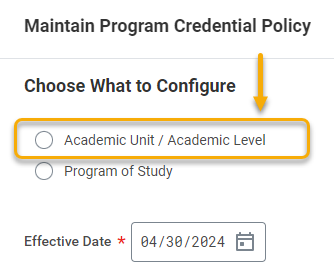 Maintain Program Credential Policy
Choose What to Configure
Academic Unit / Academic Level
Program of Study
Effective Date * 04/30/2024